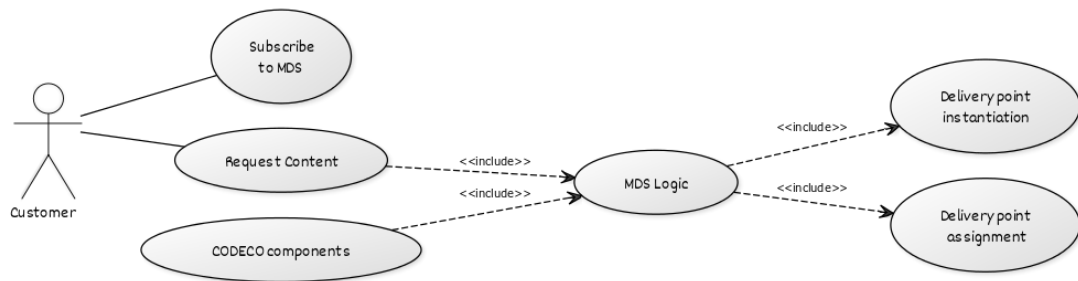 Subscribe
to MDS
Customer
Request Content
CODECO components
<<include>>
<<include>>
MDS Logic
<<include>>
<<include>>
Delivery point
instantiation
Delivery point
assignment